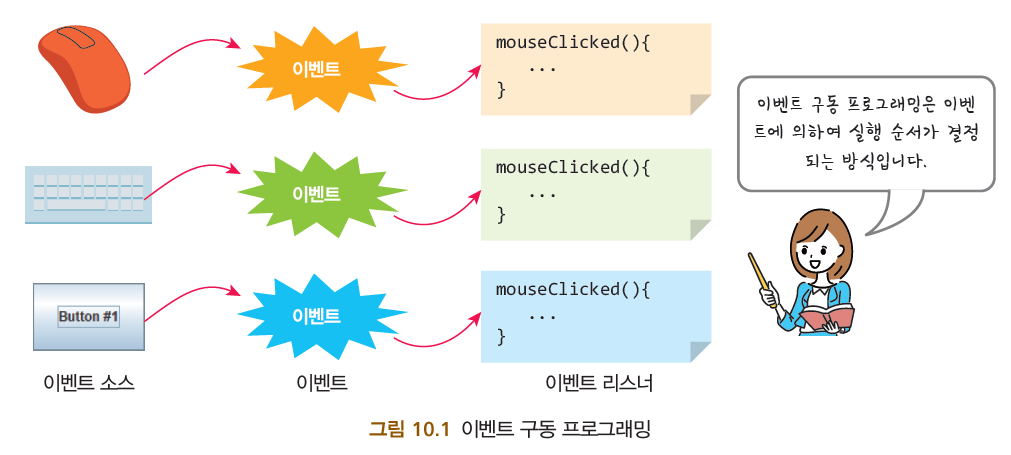 이벤트
mouseClicked(){
...
}
이벤트 구동 프로그래밍은 이벤
트에 의하여 실행 순서가 결정
되는 방식입니다.
이벤트
mouseClicked(){
...
}
Button #1
이벤트
mouseClicked(){
...
}
이벤트 소스
이벤트
이벤트 리스너
그림 10.1 이벤트 구동 프로그래밍